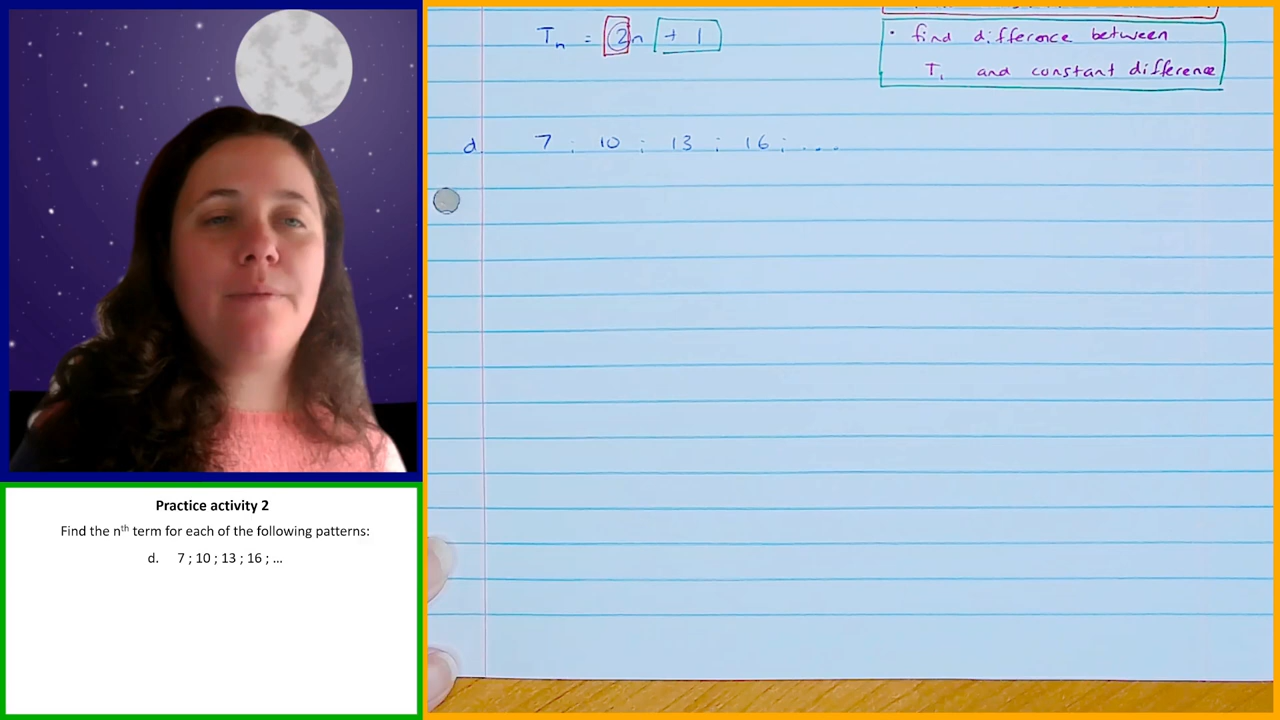 Tn = 2n + 1
· find difference between
T1 and constant difference
d 7 ; 10 ; 13 ; 16 ; ...
Practice activity 2
Find the nth term for each of the following patterns:
d. 7 ; 10 ; 13 ; 16 ; ...